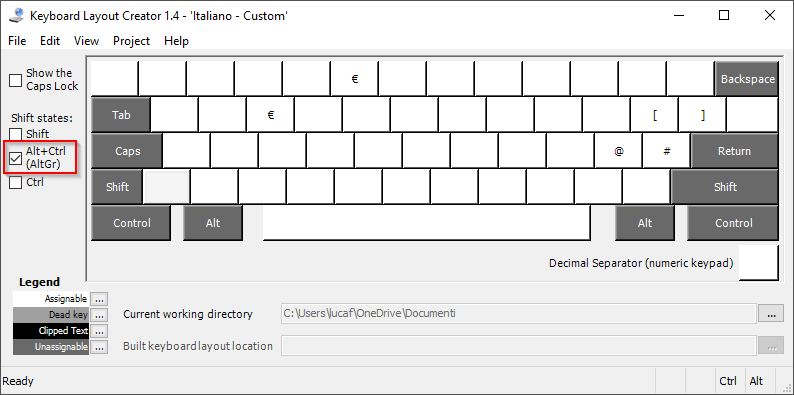 Keyboard Layout Creator 1.4 - 'Italiano - Custom'
File Edit View Project Help
Show the
Caps Lock
€
Backspace
Tab
€
[
]
Shift states:
Shift
Alt+Ctrl
(AltGr)
Ctrl
Caps
@
#
Return
Shift
Shift
Control
Alt
Alt
Control
Decimal Separator (numeric keypad)
Legend
Assignable ...
Dead key ...
Clipped Text ...
Unassignable ...
Current working directory
C:\Users\lucaf\OneDrive\Documenti
...
Built keyboard layout location
...
Ready
Ctrl
Alt